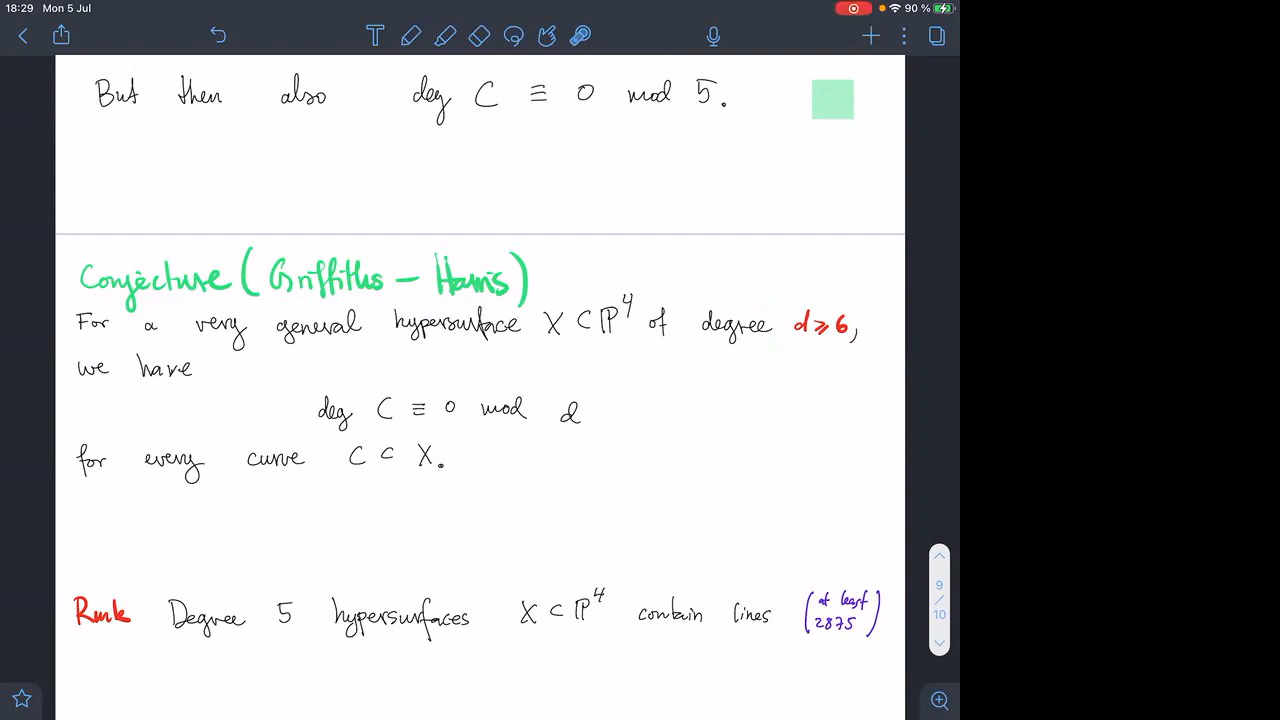 18:29 Mon 5 Jul
90 %
But then also deg C ≡ 0 mod 5.
Conjecture (Griffiths – Harris)
For a very general hypersurface X ⊂ ℙ⁴ of degree d ⩾ 6,
we have
deg C ≡ 0 mod d
for every curve C ⊂ X.
9
/
10
Rmk Degree 5 hypersurfaces X ⊂ ℙ⁴ contain lines (at least 2875)